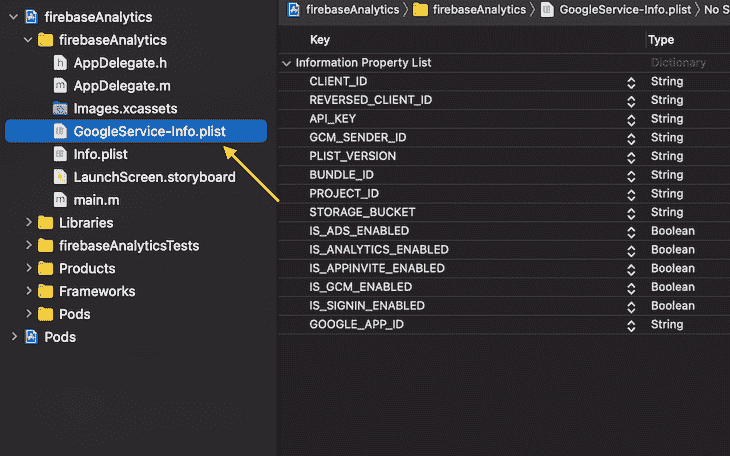 firebaseAnalytics
firebaseAnalytics
AppDelegate.h
AppDelegate.m
Images.xcassets
GoogleService-Info.plist
Info.plist
LaunchScreen.storyboard
main.m
Libraries
firebaseAnalyticsTests
Products
Frameworks
Pods
Pods
firebaseAnalytics 〉 firebaseAnalytics 〉 GoogleService-Info.plist 〉 No S
Key Type
Information Property List Dictionary
CLIENT_ID String
REVERSED_CLIENT_ID String
API_KEY String
GCM_SENDER_ID String
PLIST_VERSION String
BUNDLE_ID String
PROJECT_ID String
STORAGE_BUCKET String
IS_ADS_ENABLED Boolean
IS_ANALYTICS_ENABLED Boolean
IS_APPINVITE_ENABLED Boolean
IS_GCM_ENABLED Boolean
IS_SIGNIN_ENABLED Boolean
GOOGLE_APP_ID String